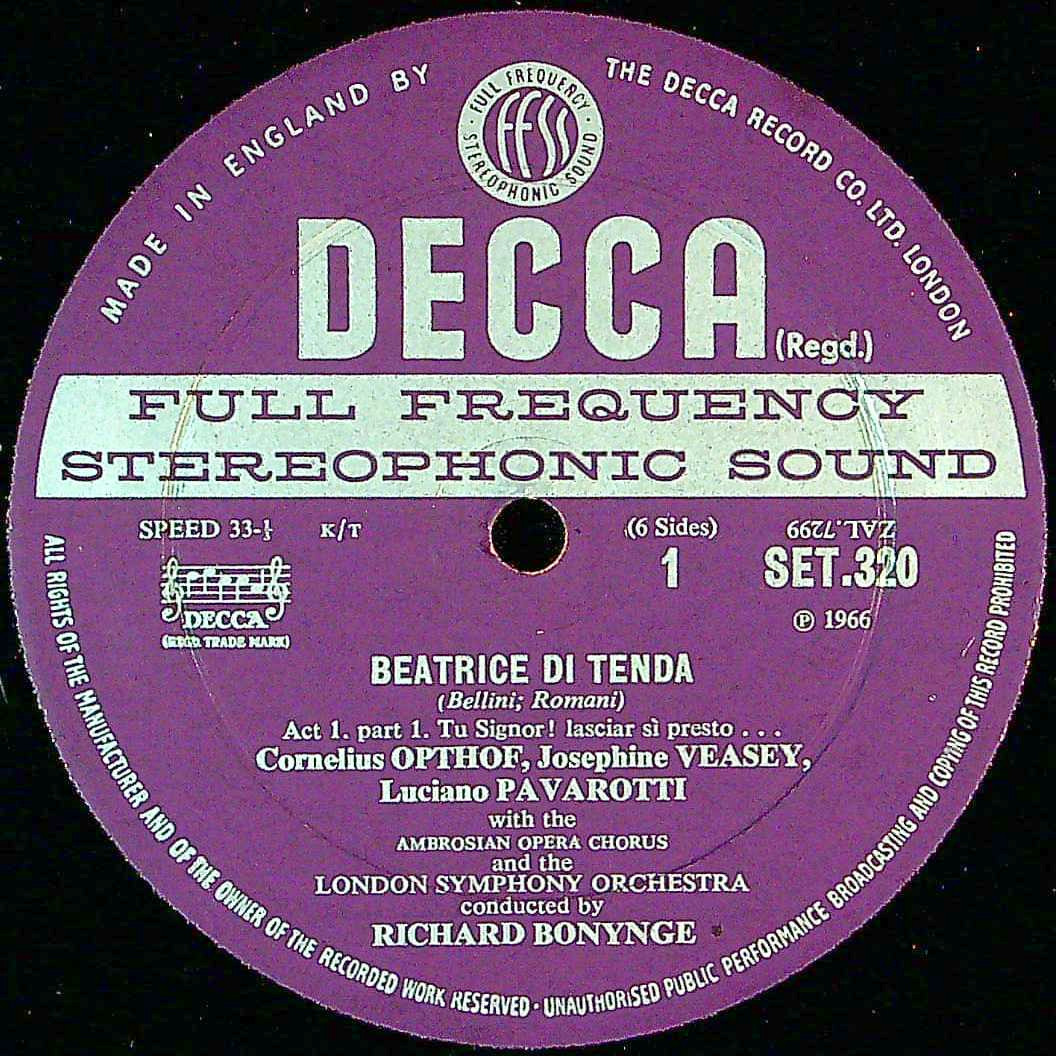 MADE IN ENGLAND BY
THE DECCA RECORD CO. LTD. LONDON
FULL FREQUENCY
FFSS
STEREOPHONIC SOUND
DECCA (Regd.)
FULL FREQUENCY
STEREOPHONIC SOUND
SPEED 33-⅓ K/T
DECCA
(REGD. TRADE MARK)
(6 Sides)
1
ZAL.7299
SET.320
Ⓟ 1966
BEATRICE DI TENDA
(Bellini; Romani)
Act 1. part 1. Tu Signor! lasciar sì presto . . .
Cornelius OPTHOF, Josephine VEASEY,
Luciano PAVAROTTI
with the
AMBROSIAN OPERA CHORUS
and the
LONDON SYMPHONY ORCHESTRA
conducted by
RICHARD BONYNGE
ALL RIGHTS OF THE MANUFACTURER AND OF THE OWNER OF THE RECORDED WORK RESERVED · UNAUTHORISED PUBLIC PERFORMANCE BROADCASTING AND COPYING OF THIS RECORD PROHIBITED